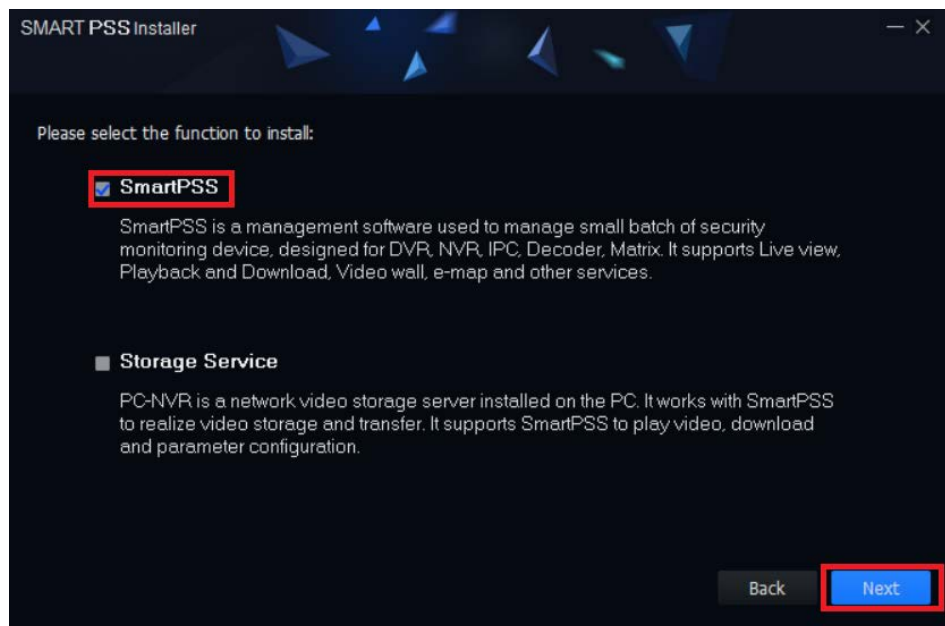 SMART PSS Installer
Please select the function to install:
SmartPSS
SmartPSS is a management software used to manage small batch of security
monitoring device, designed for DVR, NVR, IPC, Decoder, Matrix. It supports Live view,
Playback and Download, Video wall, e-map and other services.
Storage Service
PC-NVR is a network video storage server installed on the PC. It works with SmartPSS
to realize video storage and transfer. It supports SmartPSS to play video, download
and parameter configuration.
Back Next